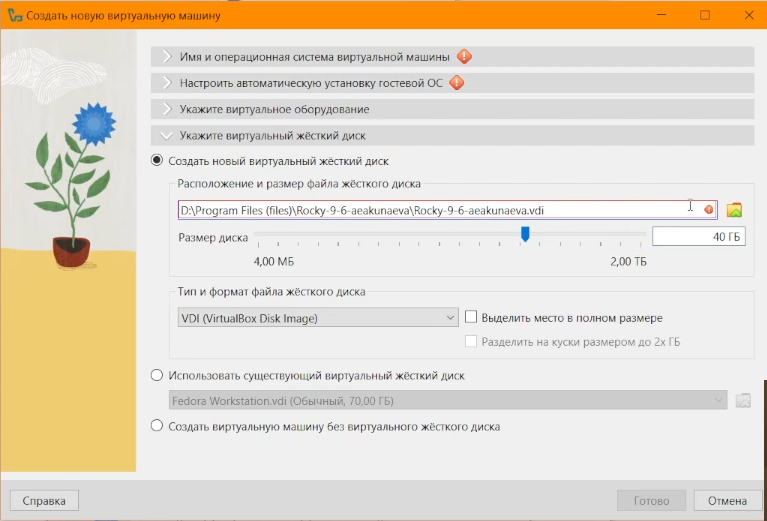 Создать новую виртуальную машину
Имя и операционная система виртуальной машины
Настроить автоматическую установку гостевой ОС
Укажите виртуальное оборудование
Укажите виртуальный жёсткий диск
Создать новый виртуальный жёсткий диск
Расположение и размер файла жёсткого диска
D:\Program Files (files)\Rocky-9-6-aeakunaeva\Rocky-9-6-aeakunaeva.vdi
Размер диска
40 ГБ
4,00 МБ 2,00 ТБ
Тип и формат файла жёсткого диска
VDI (VirtualBox Disk Image) Выделить место в полном размере
Разделить на куски размером до 2х ГБ
Использовать существующий виртуальный жёсткий диск
Fedora Workstation.vdi (Обычный, 70,00 ГБ)
Создать виртуальную машину без виртуального жёсткого диска
Справка Готово Отмена